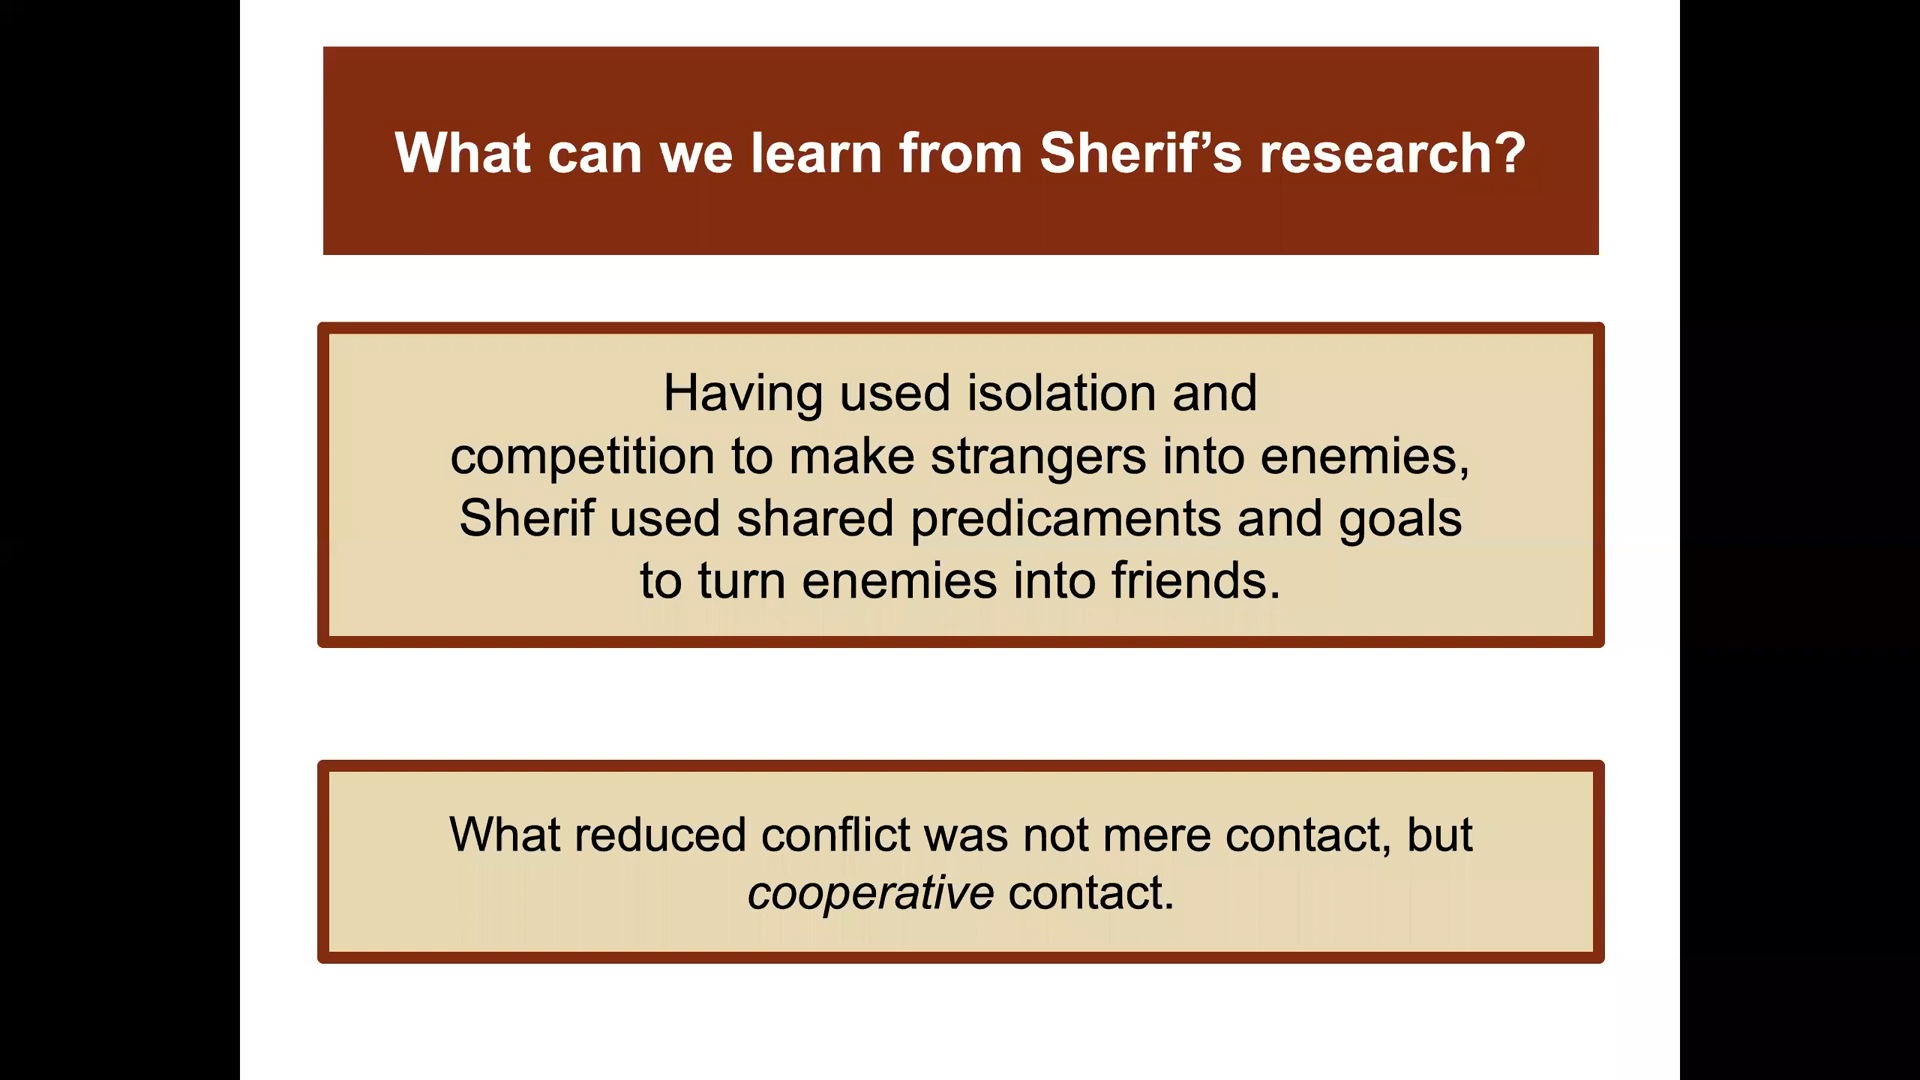 What can we learn from Sherif’s research?
Having used isolation and
competition to make strangers into enemies,
Sherif used shared predicaments and goals
to turn enemies into friends.
What reduced conflict was not mere contact, but
cooperative contact.